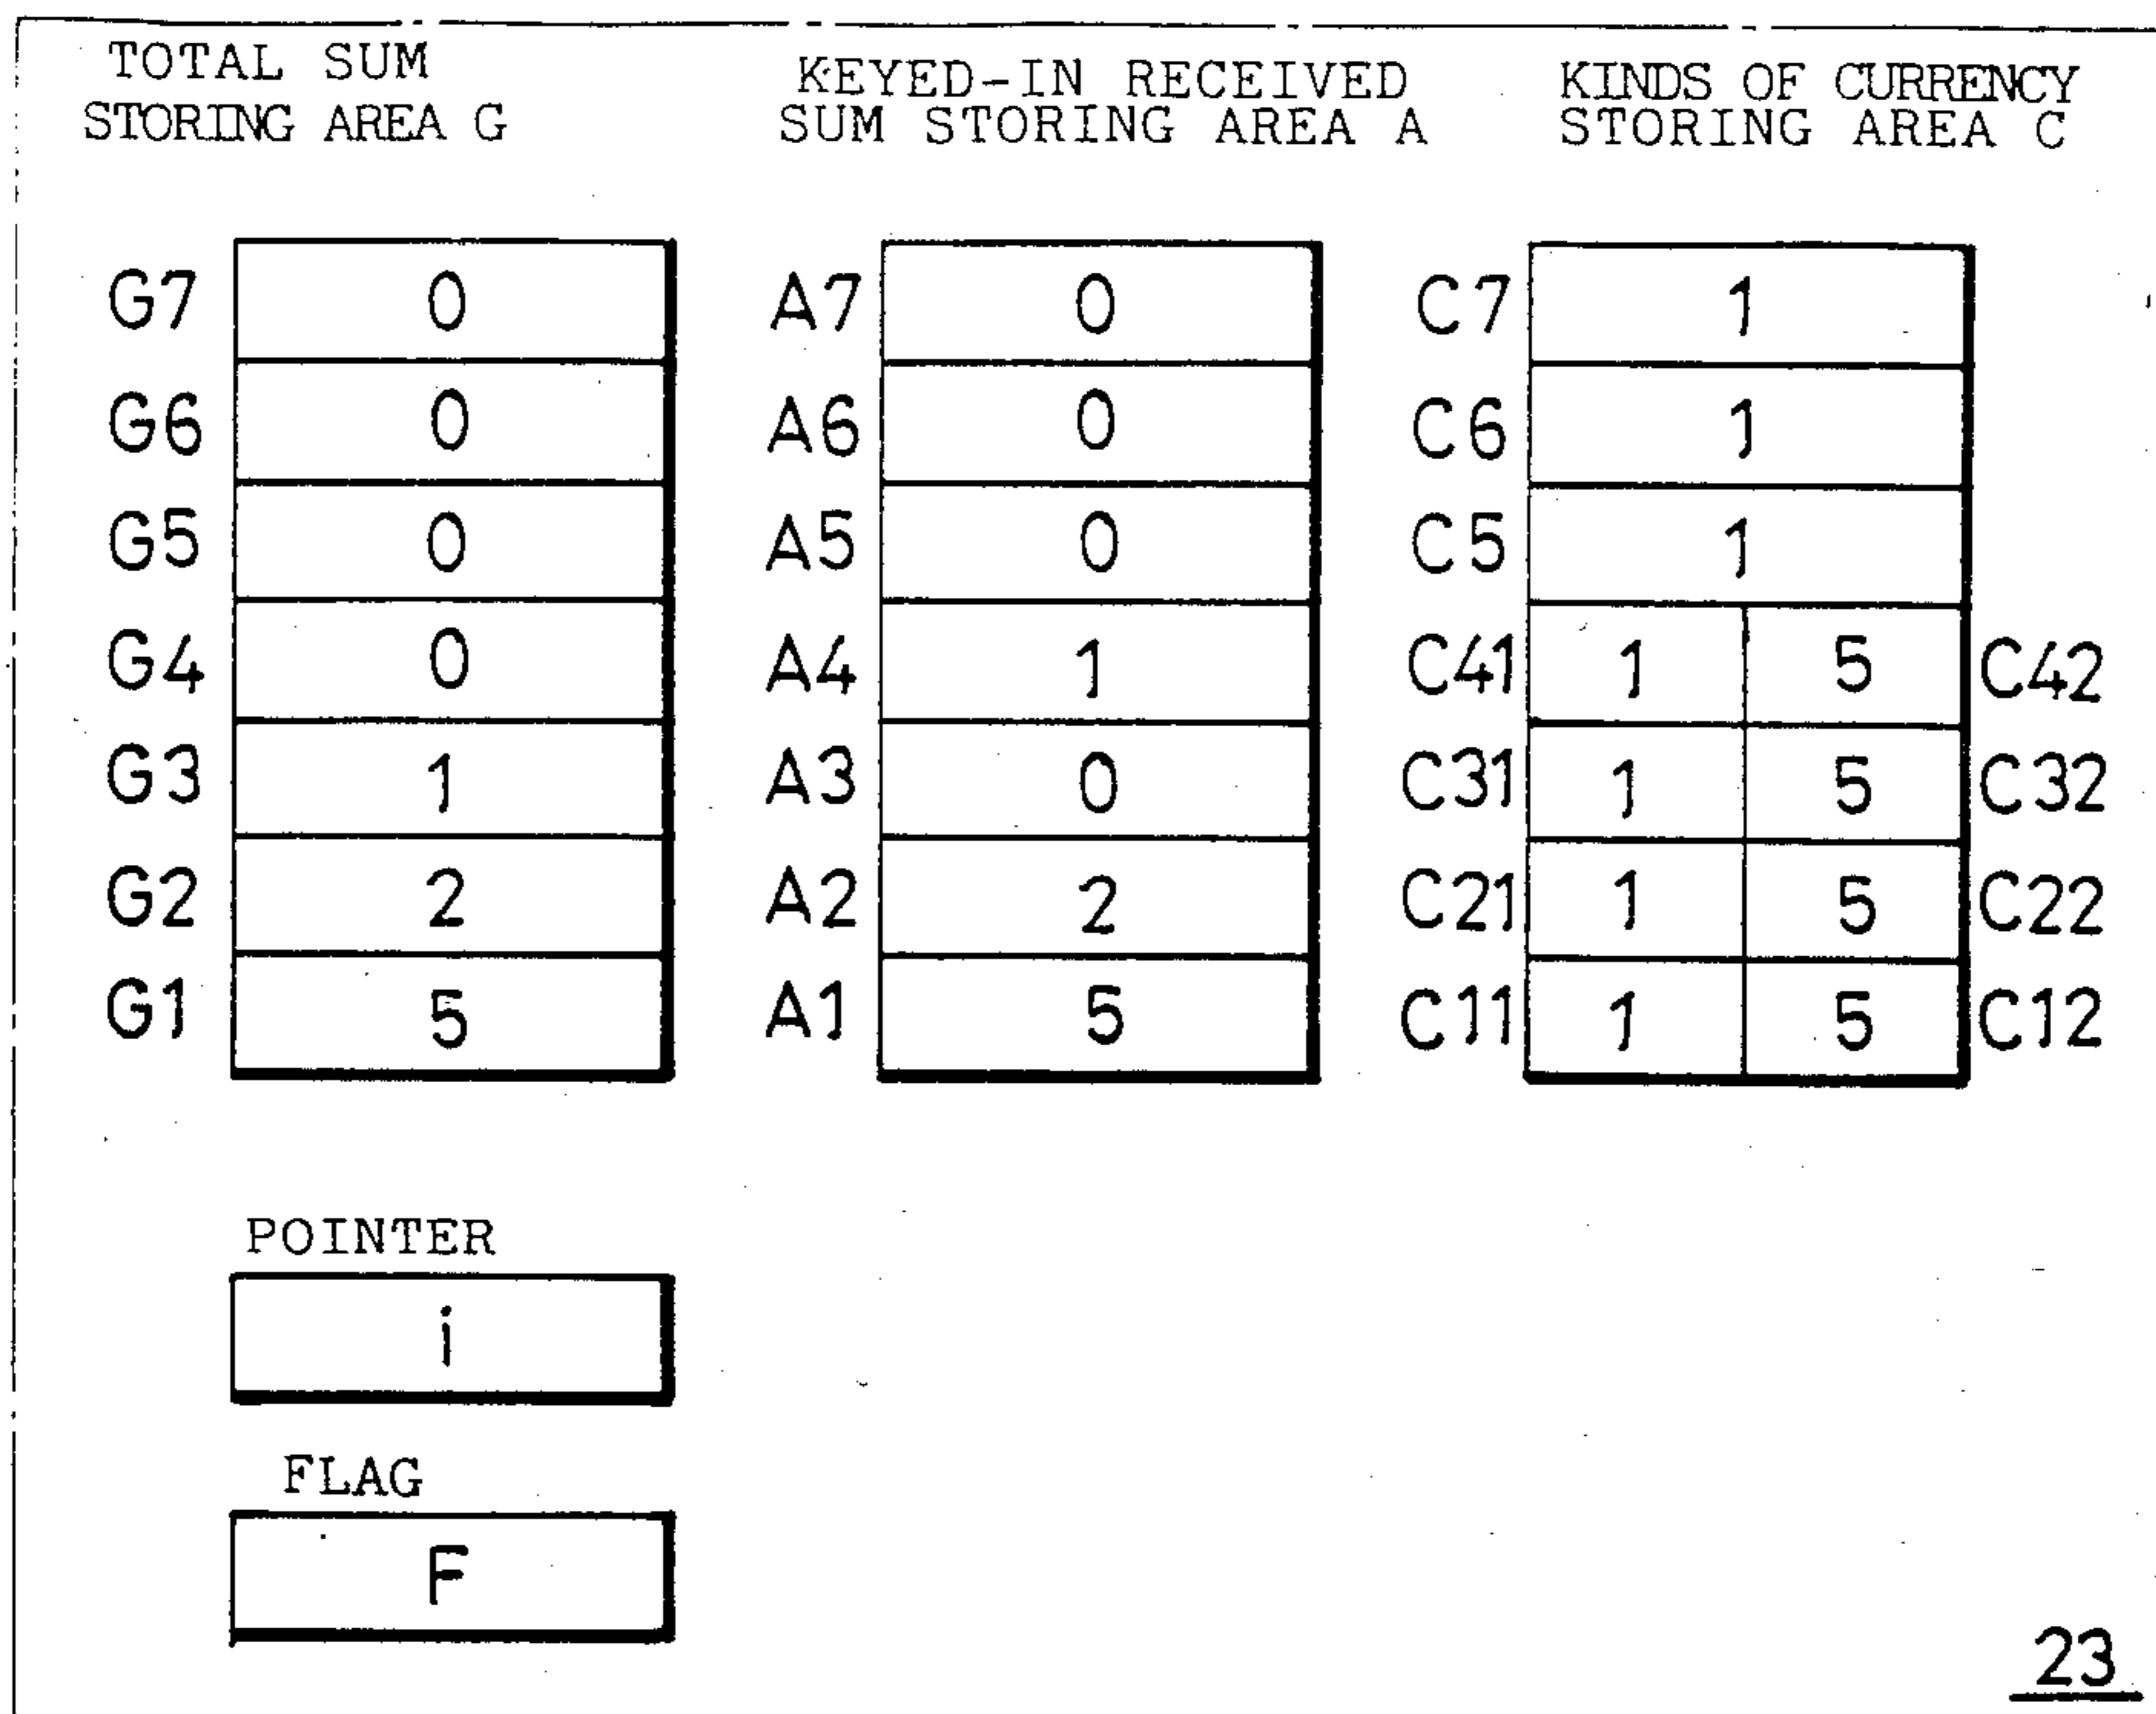 TOTAL SUM
STORING AREA G
KEYED-IN RECEIVED
SUM STORING AREA A
KINDS OF CURRENCY
STORING AREA C
G7 0 A7 0 C7 1
G6 0 A6 0 C6 1
G5 0 A5 0 C5 1
G4 0 A4 1 C41 1 5 C42
G3 1 A3 0 C31 1 5 C32
G2 2 A2 2 C21 1 5 C22
G1 5 A1 5 C11 1 5 C12
POINTER
i
FLAG
F
23